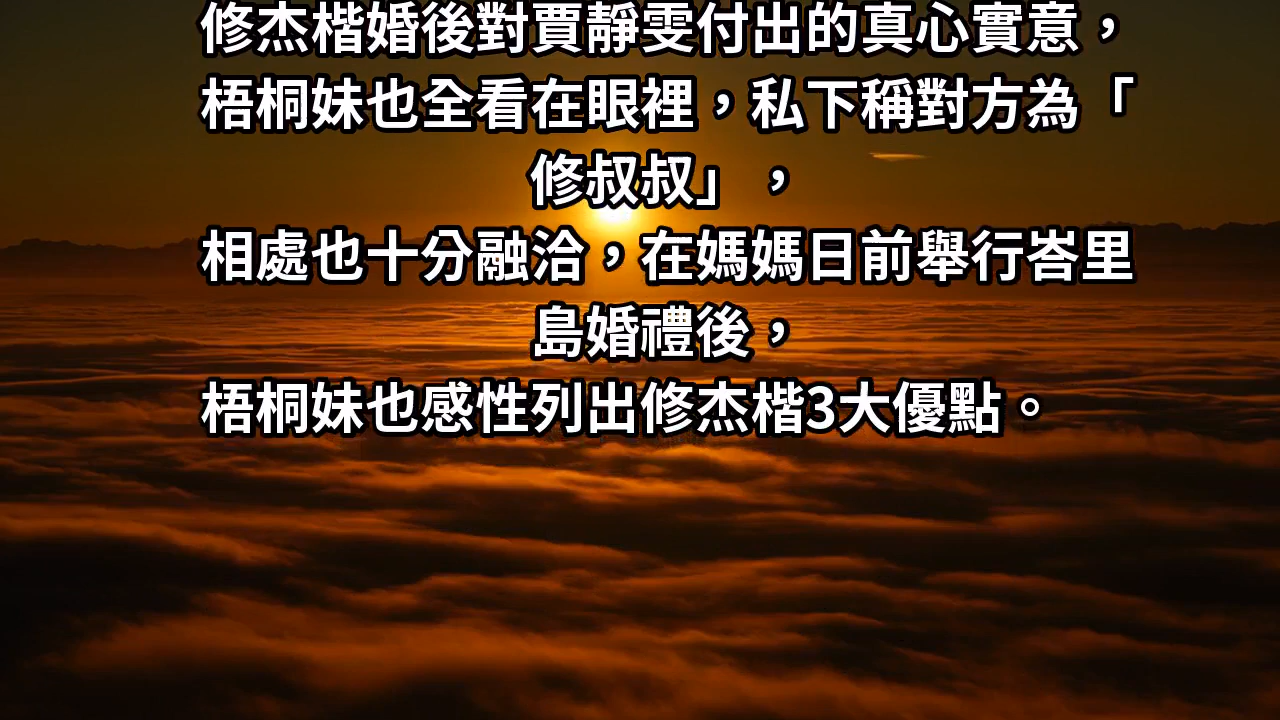 修杰楷婚後對賈靜雯付出的真心實意，
梧桐妹也全看在眼裡，私下稱對方為「
修叔叔」，
相處也十分融洽，在媽媽日前舉行峇里
島婚禮後，
梧桐妹也感性列出修杰楷3大優點。